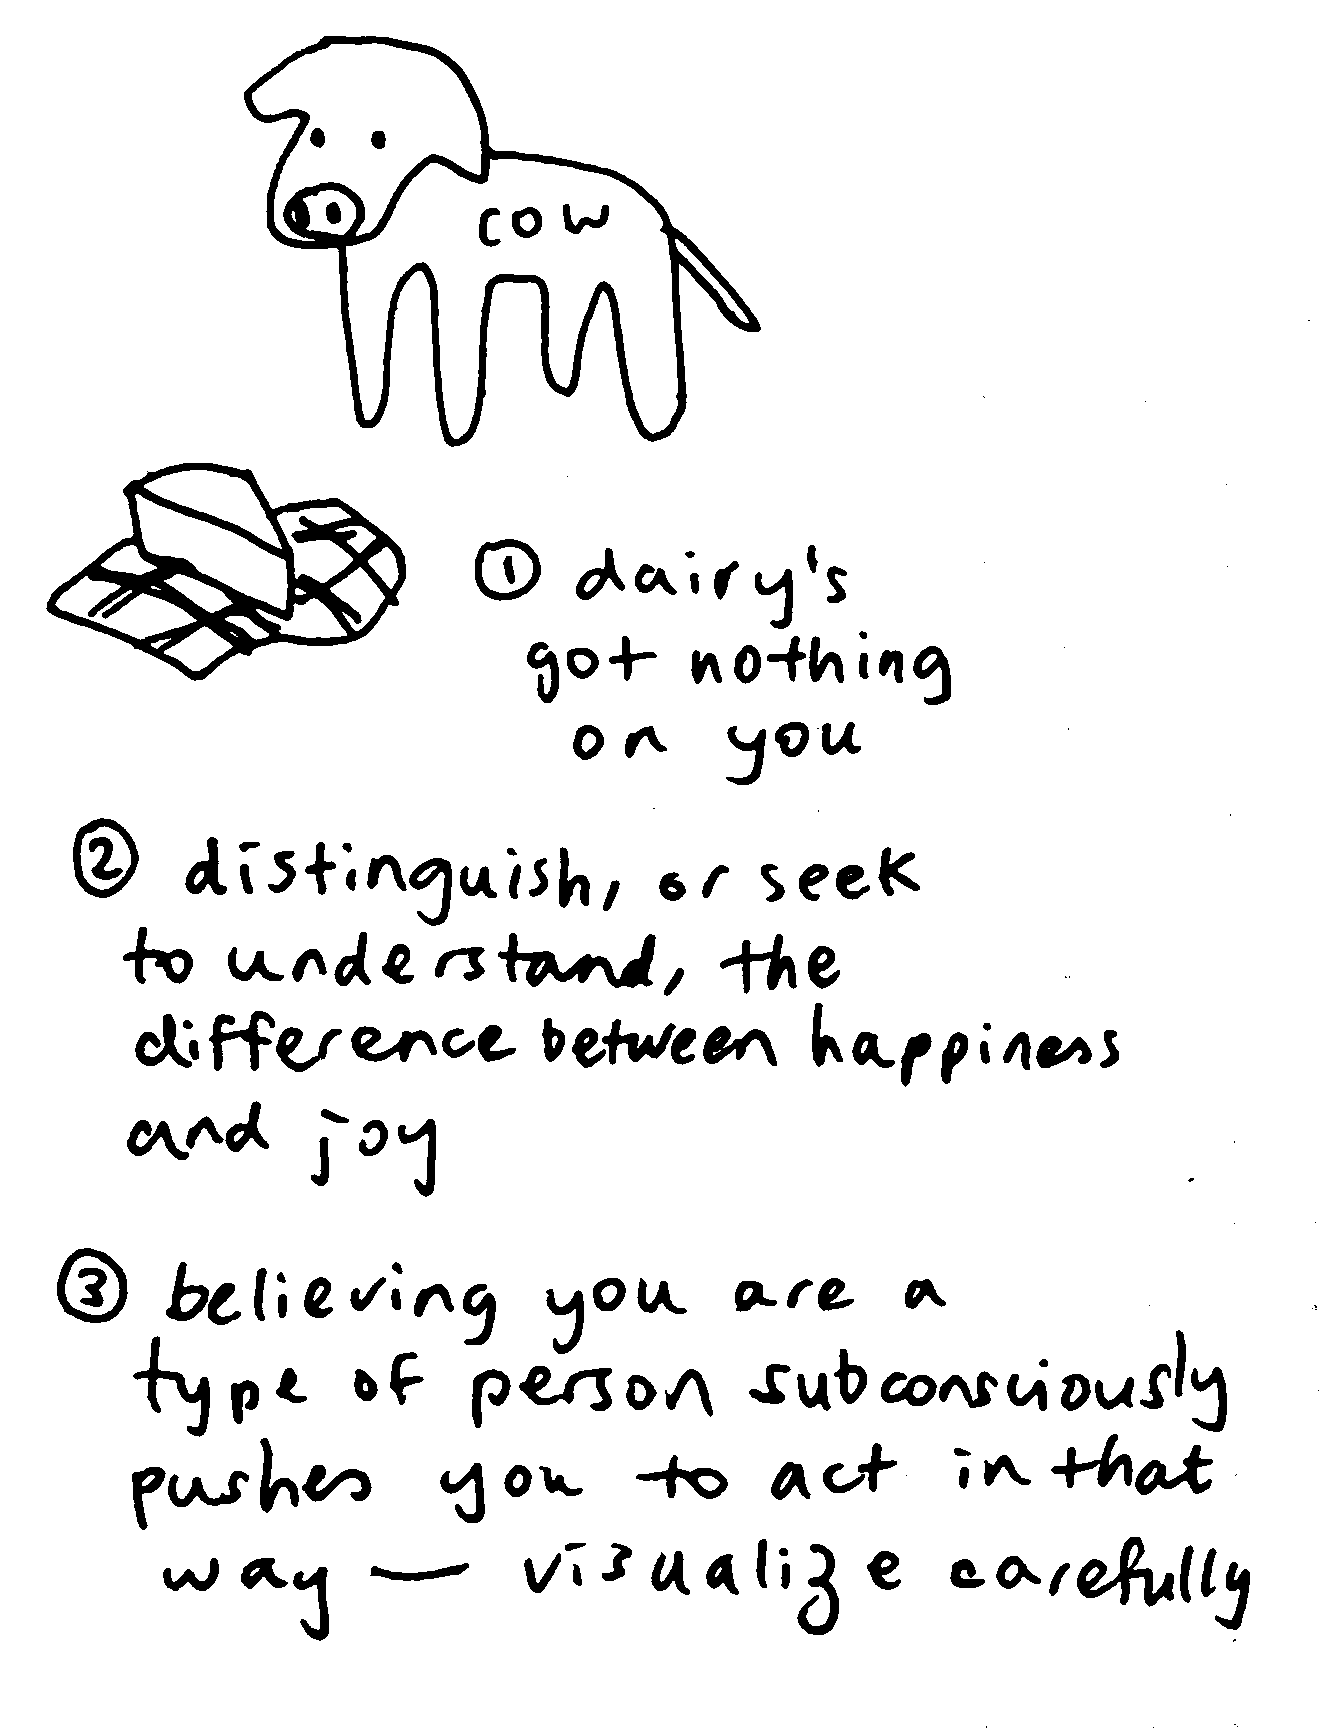 cow
① dairy's
got nothing
on you
② distinguish, or seek
to understand, the
difference between happiness
and joy
③ believing you are a
type of person subconsciously
pushes you to act in that
way — visualize carefully